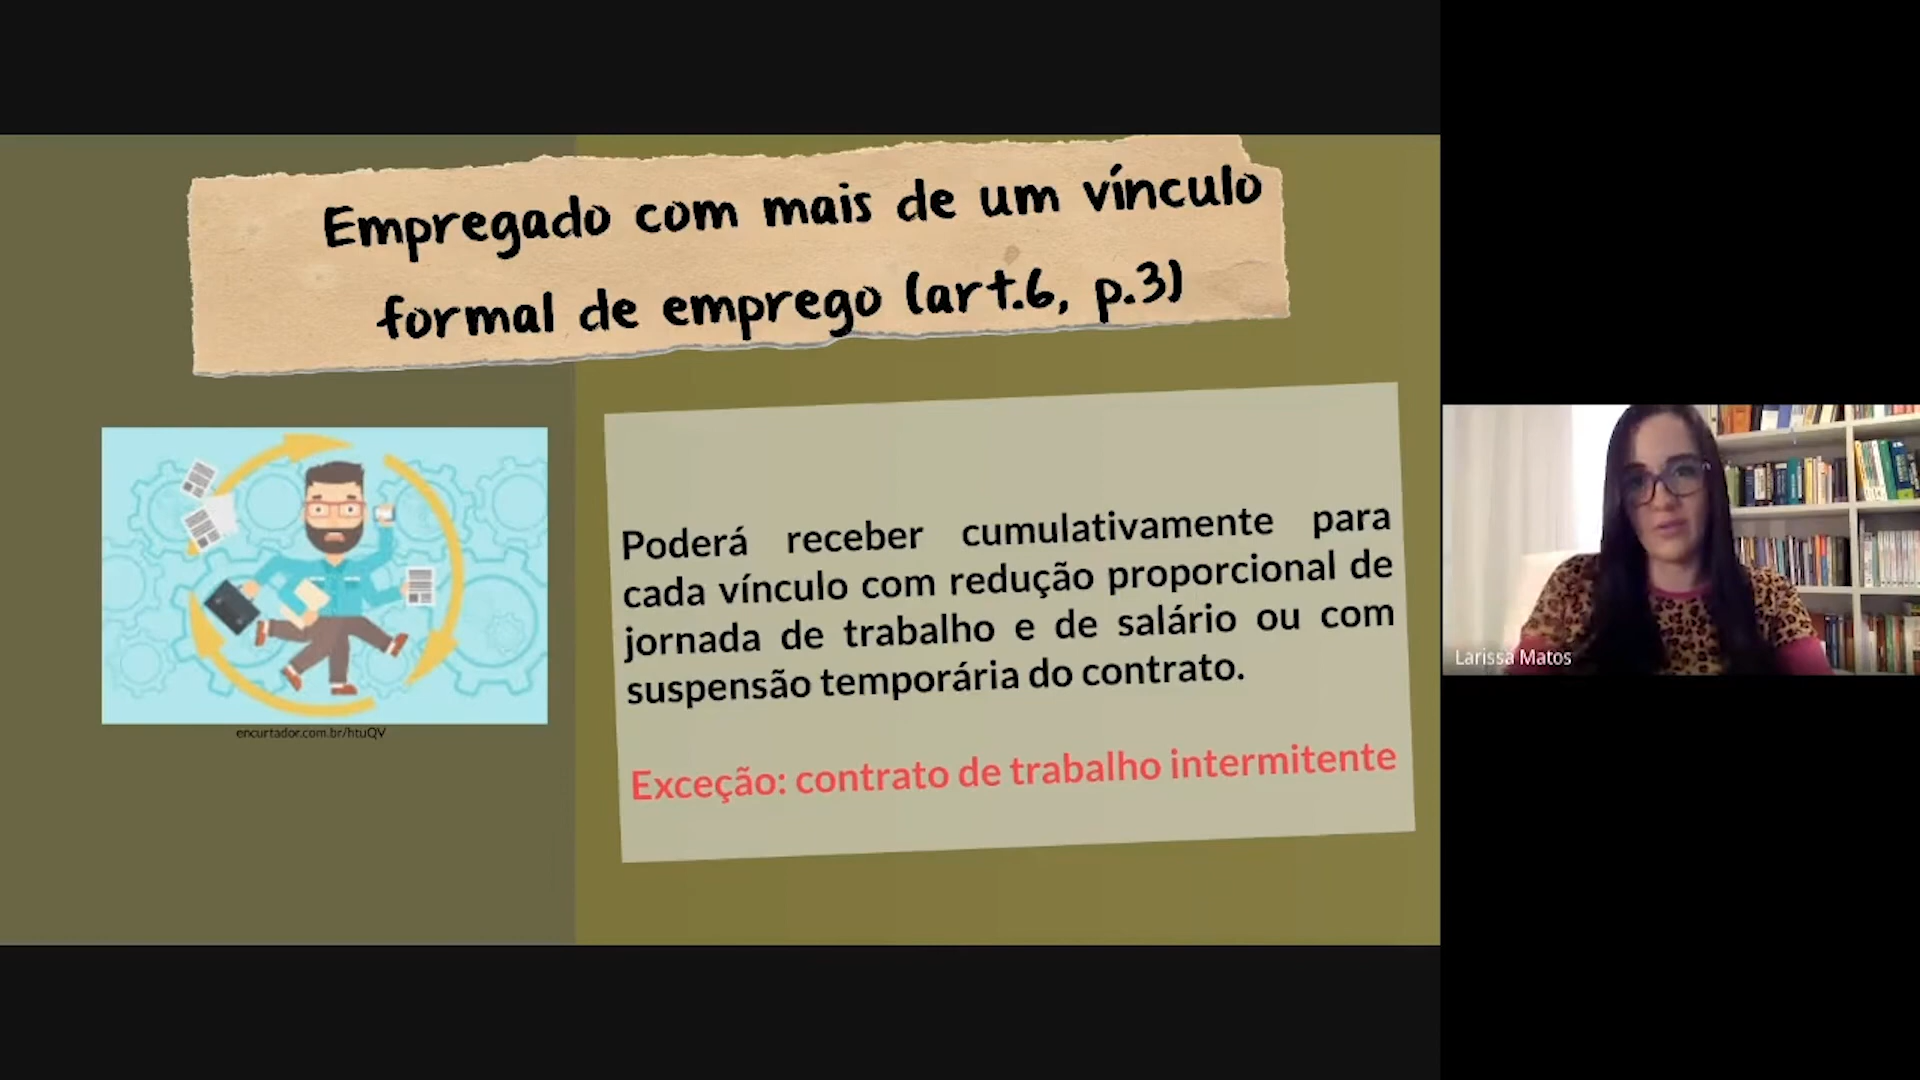 Empregado com mais de um vínculo
formal de emprego (art.6, p.3)
encurtador.com.br/htuQV
Poderá receber cumulativamente para
cada vínculo com redução proporcional de
jornada de trabalho e de salário ou com
suspensão temporária do contrato.
Exceção: contrato de trabalho intermitente
Larissa Matos